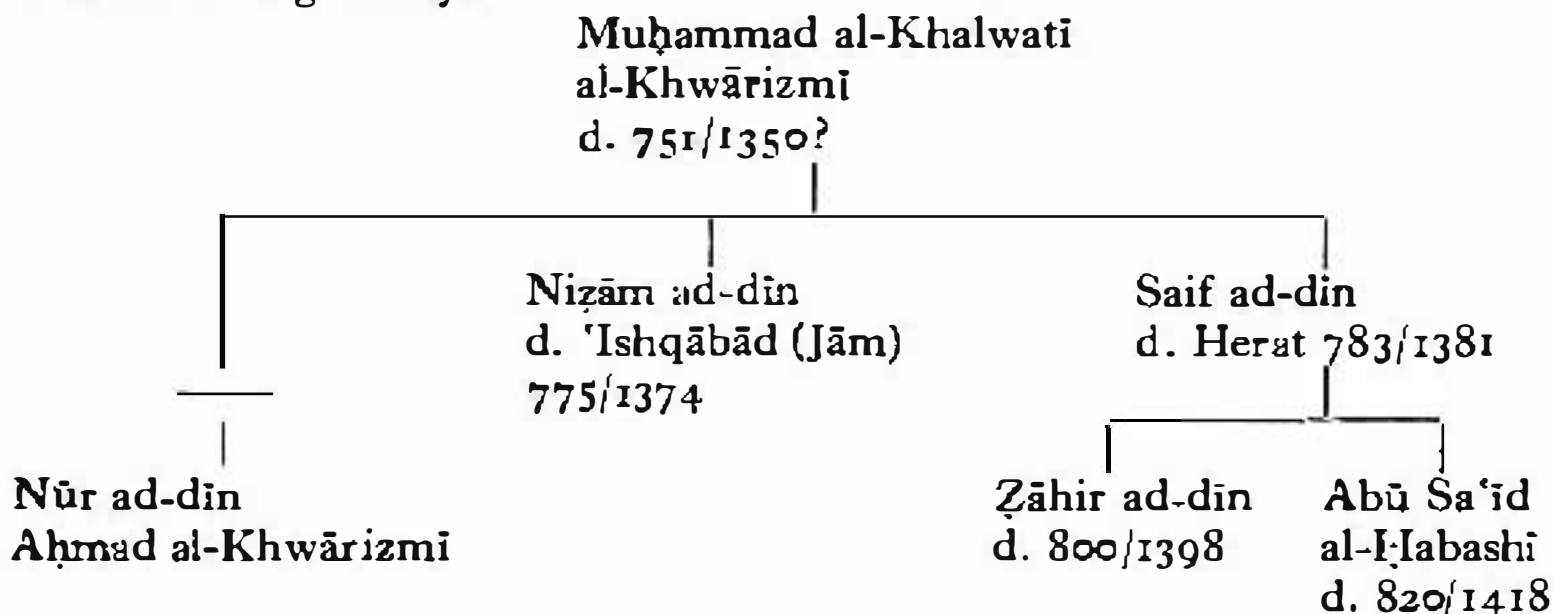 Muḥammad al-Khalwati
al-Khwārizmī
d. 751/1350?
Niẓām ad-dīn
d. ‘Ishqābād (Jām)
775/1374
Saif ad-dīn
d. Herat 783/1381
Nūr ad-dīn
Aḥmad al-Khwārizmī
Ẓāhir ad-dīn
d. 800/1398
Abū Sa‘īd
al-Ḥabashī
d. 820/1418